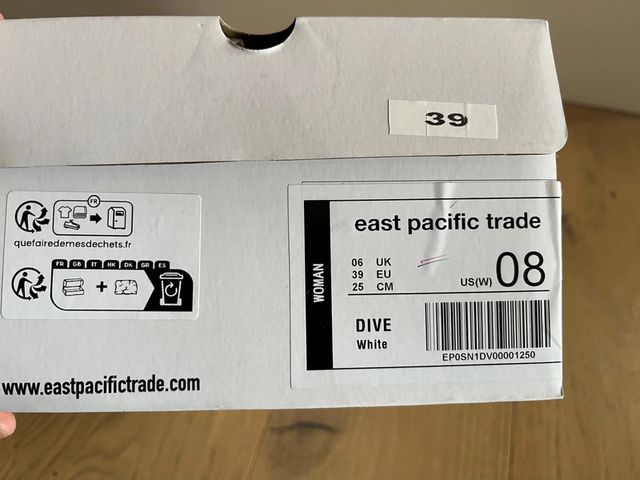 39
FR
quefairedemesdechets.fr
FR GB IT HK DK GR ES
+
www.eastpacifictrade.com
WOMAN
east pacific trade
06 UK
39 EU
25 CM
US(W) 08
DIVE
White
EP0SN1DV00001250